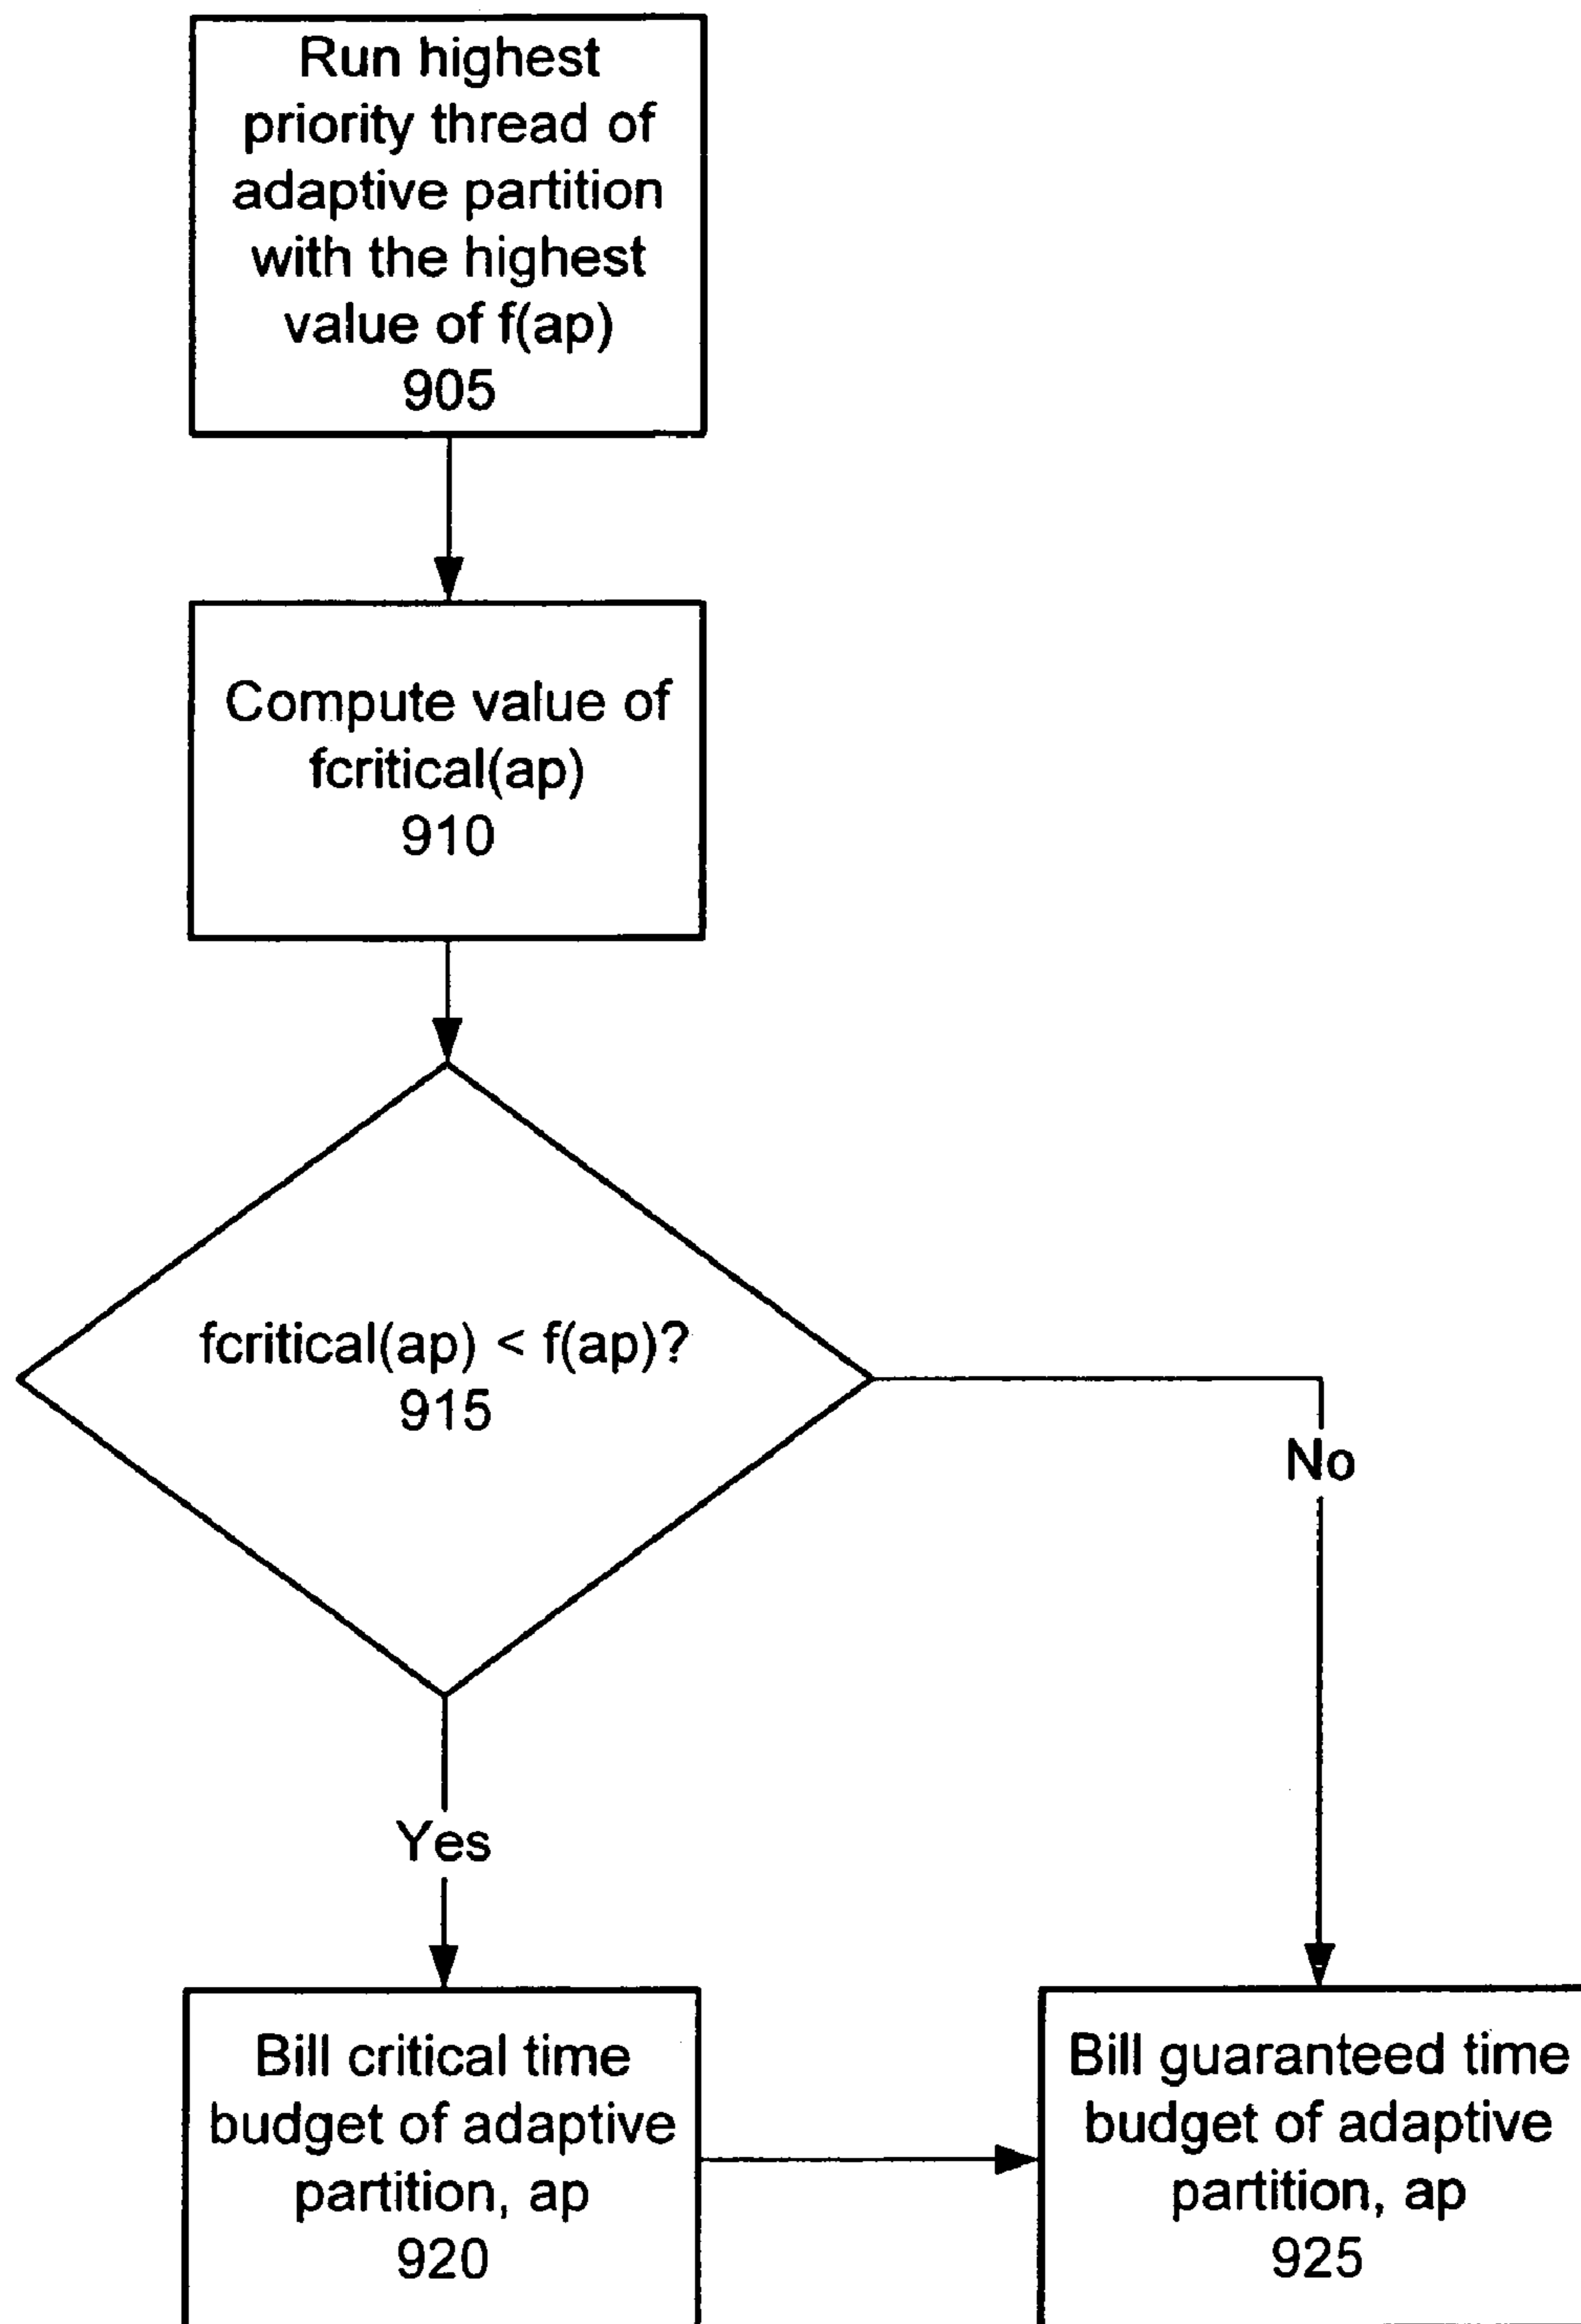 Run highest
priority thread of
adaptive partition
with the highest
value of f(ap)
905
Compute value of
fcritical(ap)
910
fcritical(ap) < f(ap)?
915
No
Yes
Bill critical time
budget of adaptive
partition, ap
920
Bill guaranteed time
budget of adaptive
partition, ap
925